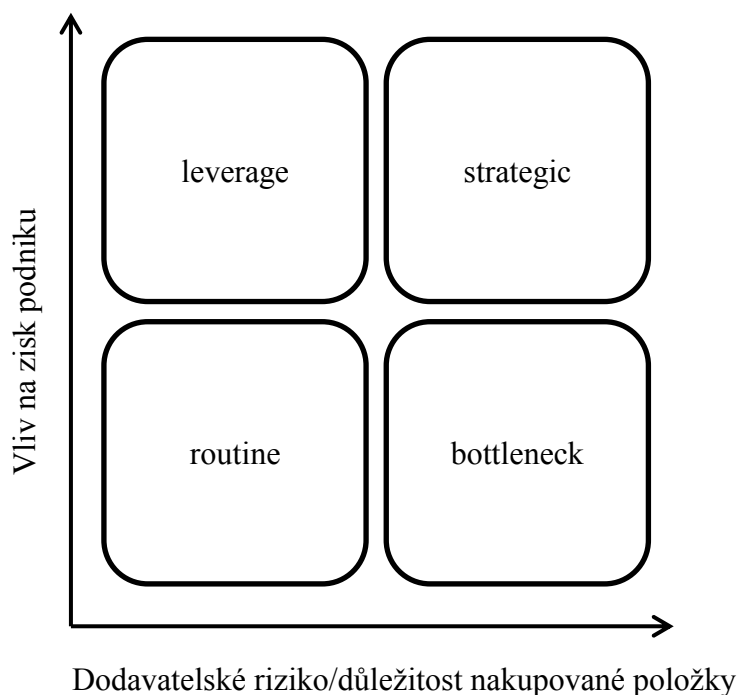 Vliv na zisk podniku
leverage
strategic
routine
bottleneck
Dodavatelské riziko/důležitost nakupované položky